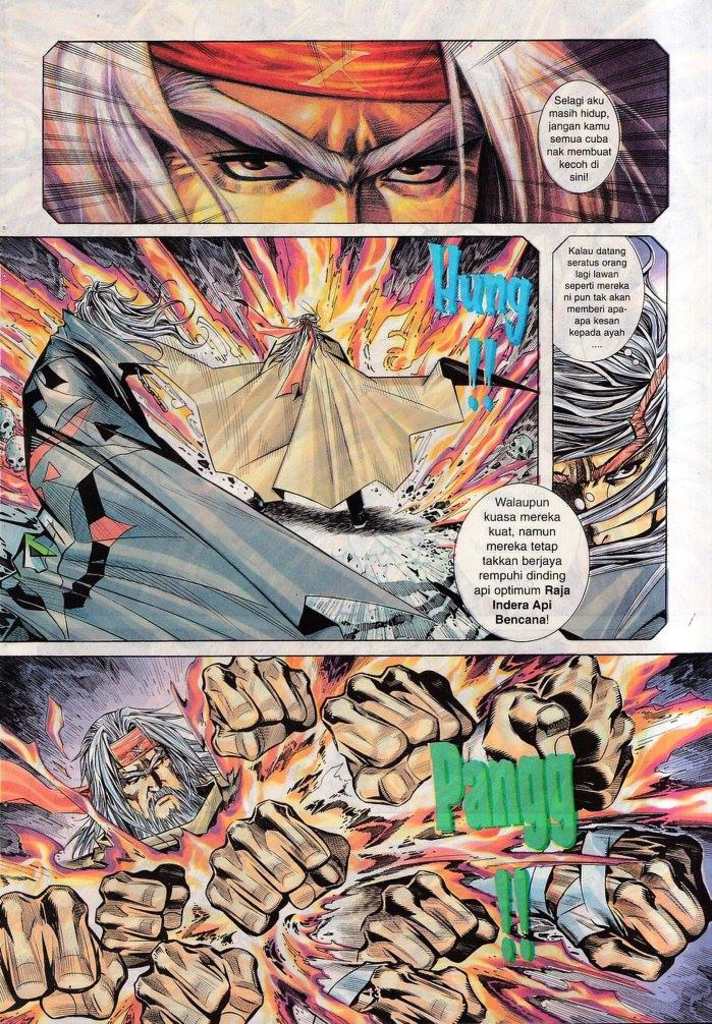 X
Selagi aku
masih hidup,
jangan kamu
semua cuba
nak membuat
kecoh di
sini!
Hung
!!
Kalau datang
seratus orang
lagi lawan
seperti mereka
ni pun tak akan
memberi apa-
apa kesan
kepada ayah
....
Walaupun
kuasa mereka
kuat, namun
mereka tetap
takkan berjaya
rempuhi dinding
api optimum Raja
Indera Api
Bencana!
Pangg
!!